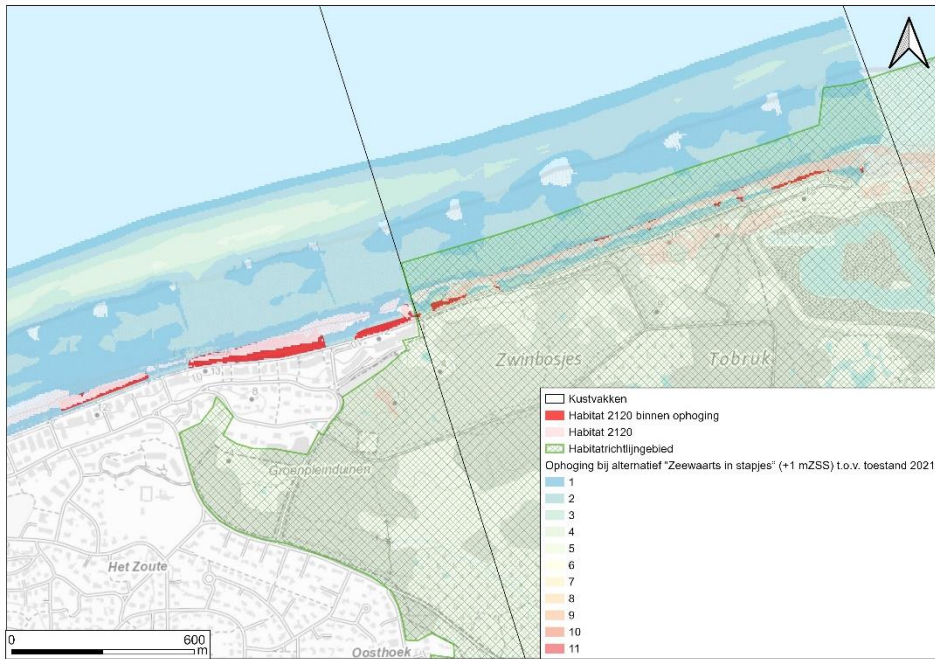 Zwinbosjes
Tobruk
Groenpleinduinen
Het Zoute
Oosthoek
0 600
m
Kustvakken
Habitat 2120 binnen ophoging
Habitat 2120
Habitatrichtlijngebied
Ophoging bij alternatief "Zeewaarts in stapjes" (+1 mZSS) t.o.v. toestand 2021
1
2
3
4
5
6
7
8
9
10
11